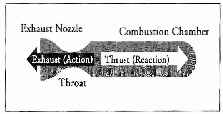 Exhaust Nozzle
Combustion Chamber
Exhaust (Action)
Thrust (Reaction)
Throat